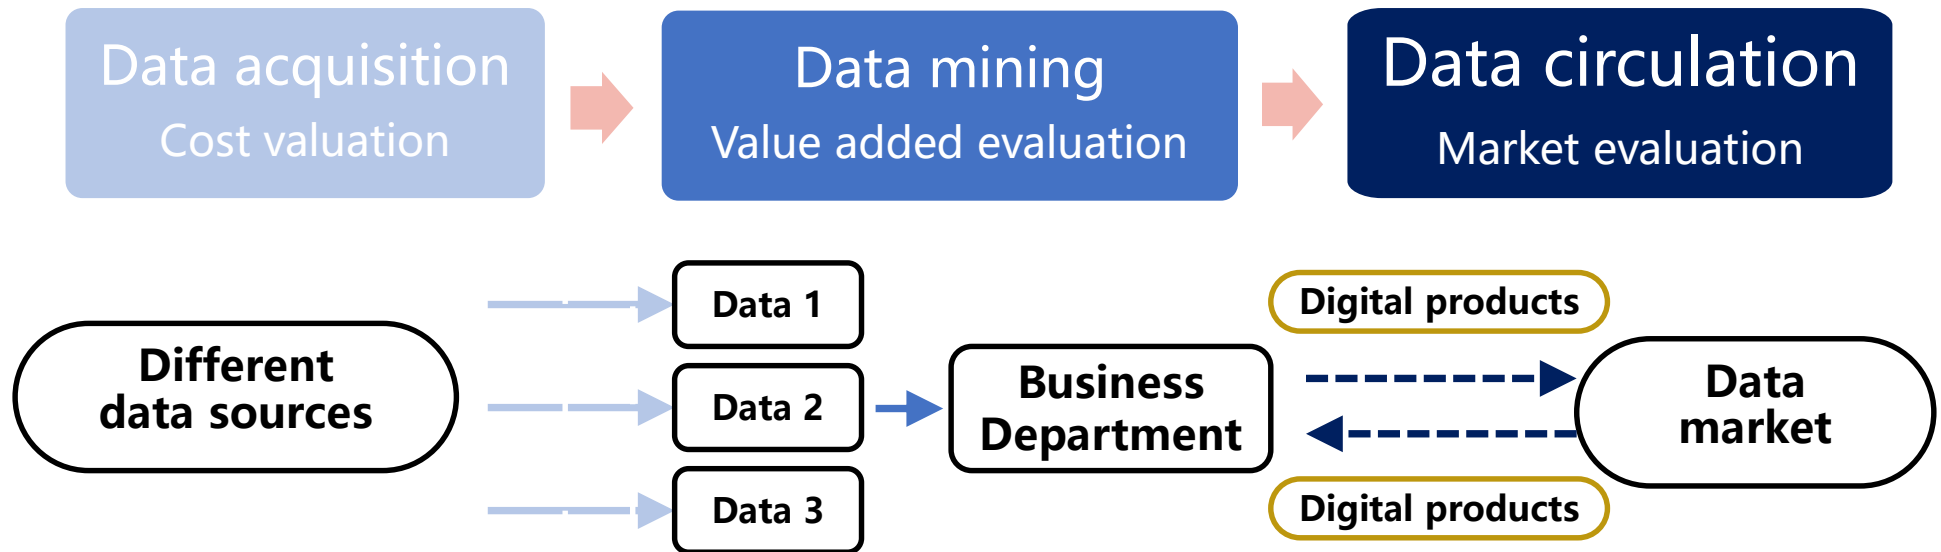 Data acquisition
Cost valuation
Data mining
Value added evaluation
Data circulation
Market evaluation
Different
data sources
Data 1
Data 2
Data 3
Business
Department
Digital products
Digital products
Data
market